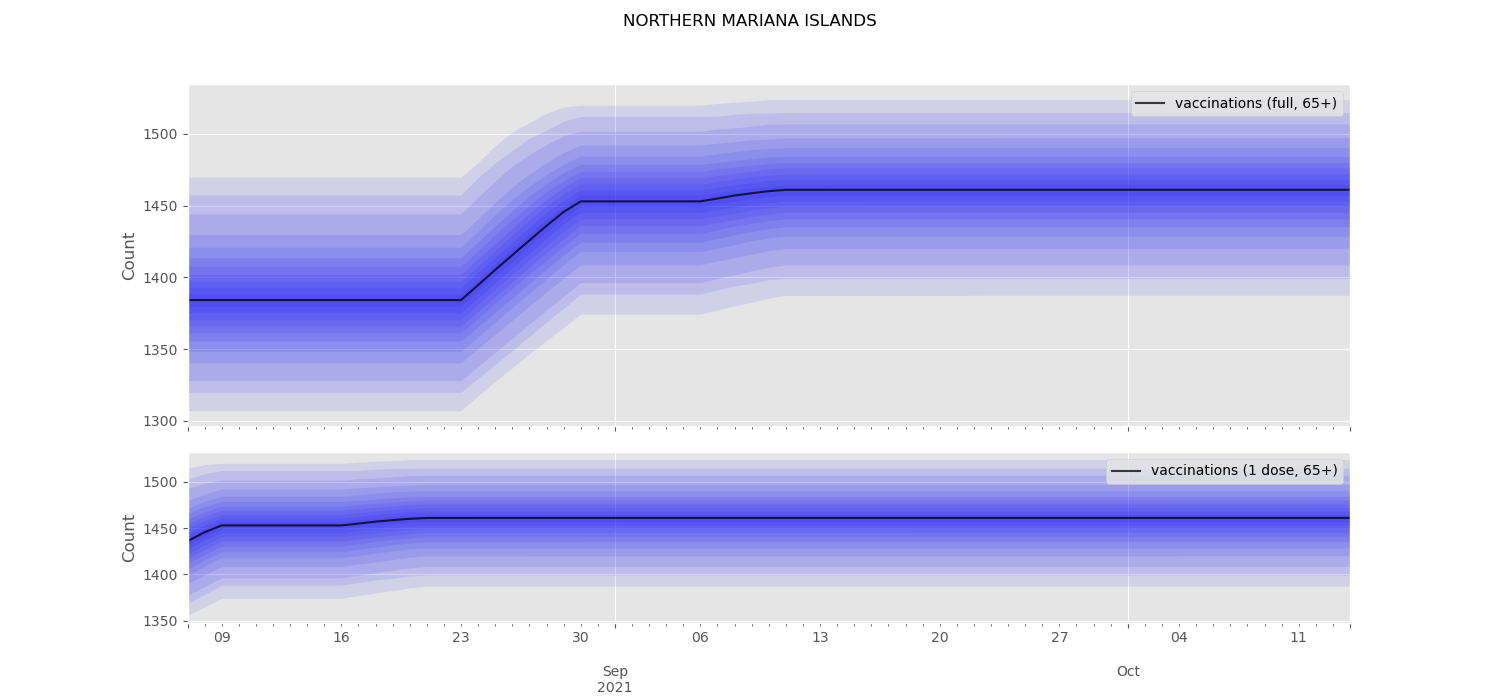 NORTHERN MARIANA ISLANDS
vaccinations (full, 65+)
Count
1500
1450
1400
1350
1300
vaccinations (1 dose, 65+)
Count
1500
1450
1400
1350
09 16 23 30 06 13 20 27 04 11
Sep Oct
2021